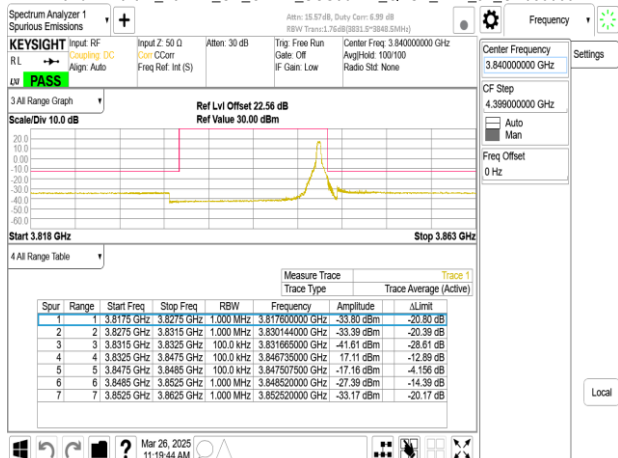 Spectrum Analyzer 1
Spurious Emissions
+
Attn: 15.57dB, Duty Corr: 6.99 dB
RBW Trans:1.76dB(3831.5~3848.5MHz)
Frequency
KEYSIGHT
RL
LXI
PASS
Input: RF
Coupling: DC
Align: Auto
Input Z: 50 Ω
Corr CCorr
Freq Ref: Int (S)
Atten: 30 dB
Trig: Free Run
Gate: Off
IF Gain: Low
Center Freq: 3.840000000 GHz
Avg|Hold: 100/100
Radio Std: None
Center Frequency
3.840000000 GHz
Settings
CF Step
4.399000000 GHz
Auto
Man
Freq Offset
0 Hz
Local
3 All Range Graph
Scale/Div 10.0 dB
Ref Lvl Offset 22.56 dB
Ref Value 30.00 dBm
20.0
10.0
0.00
-10.0
-20.0
-30.0
-40.0
-50.0
-60.0
Start 3.818 GHz
Stop 3.863 GHz
4 All Range Table
Measure Trace Trace 1
Trace Type Trace Average (Active)
Spur Range Start Freq Stop Freq RBW Frequency Amplitude ΔLimit
1 1 3.8175 GHz 3.8275 GHz 1.000 MHz 3.817600000 GHz -33.80 dBm -20.80 dB
2 2 3.8275 GHz 3.8315 GHz 1.000 MHz 3.830144000 GHz -33.39 dBm -20.39 dB
3 3 3.8315 GHz 3.8325 GHz 100.0 kHz 3.831665000 GHz -41.61 dBm -28.61 dB
4 4 3.8325 GHz 3.8475 GHz 100.0 kHz 3.846735000 GHz 17.11 dBm -12.89 dB
5 5 3.8475 GHz 3.8485 GHz 100.0 kHz 3.847507500 GHz -17.16 dBm -4.156 dB
6 6 3.8485 GHz 3.8525 GHz 1.000 MHz 3.848520000 GHz -27.39 dBm -14.39 dB
7 7 3.8525 GHz 3.8625 GHz 1.000 MHz 3.852520000 GHz -33.17 dBm -20.17 dB
?
Mar 26, 2025
11:19:44 AM